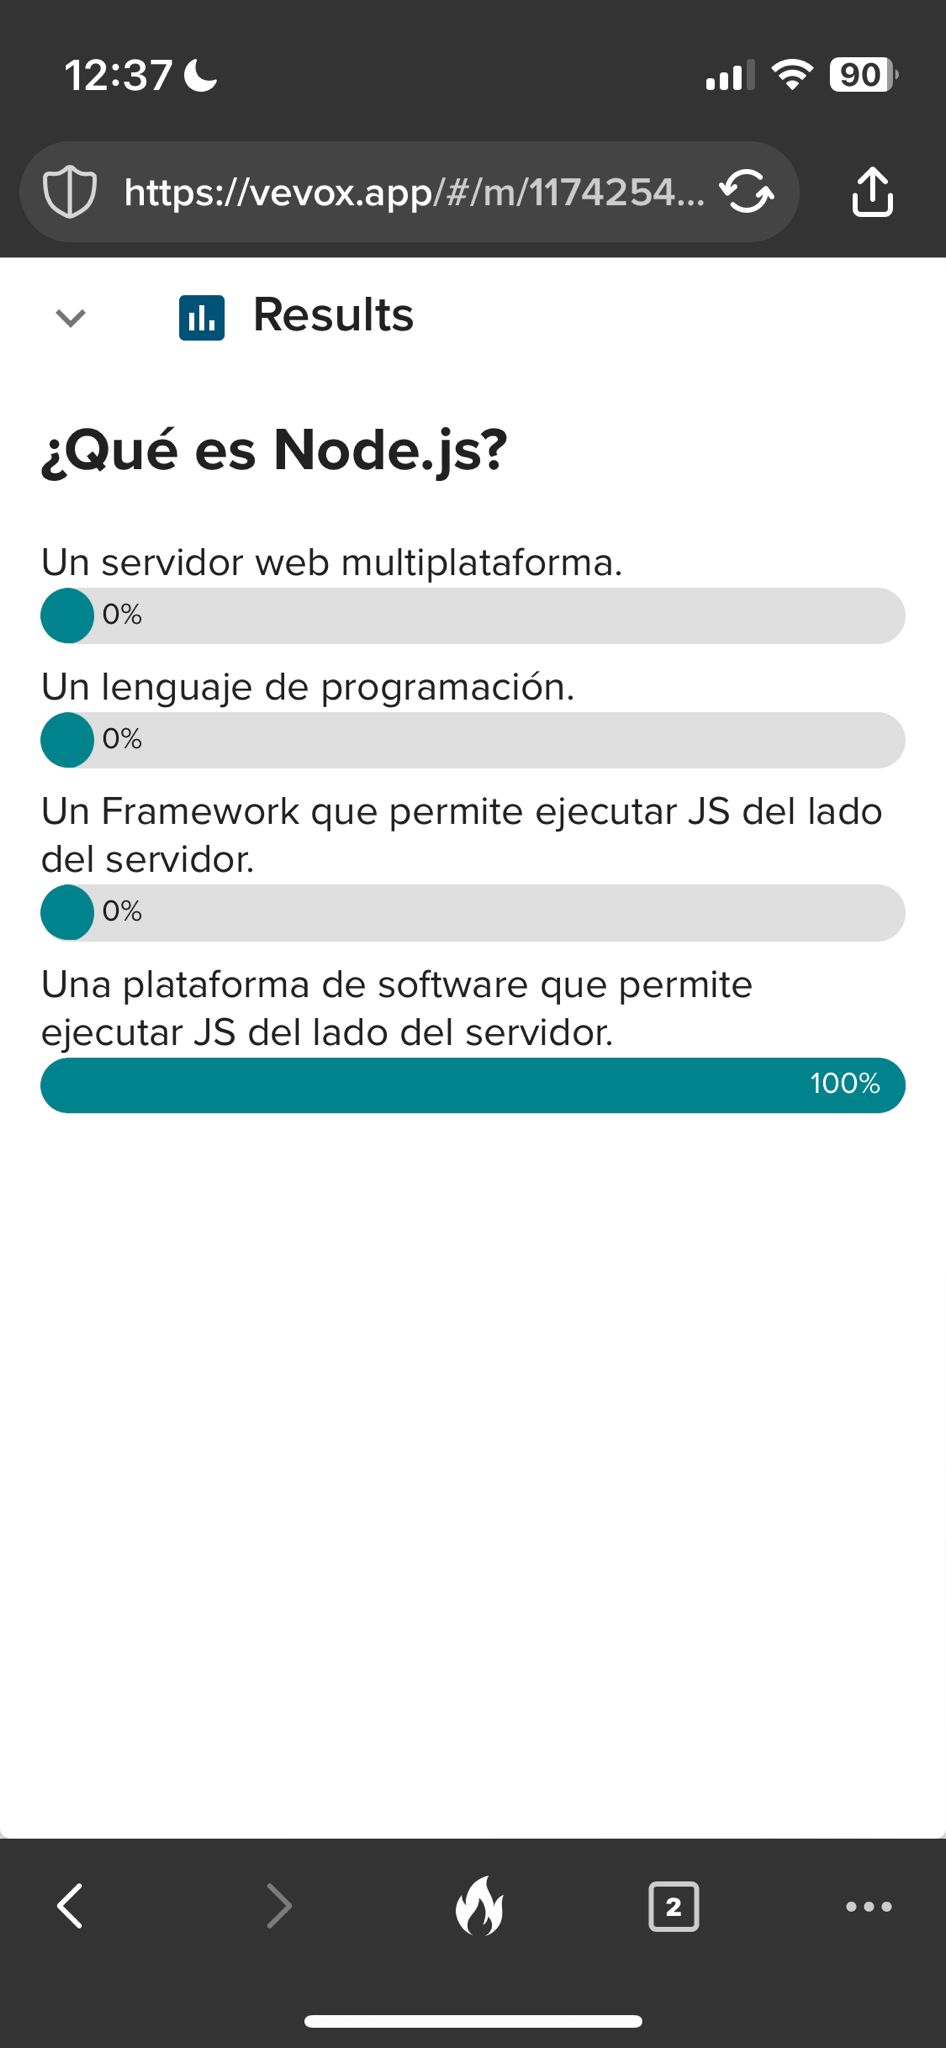 12:37
90
https://vevox.app/#/m/1174254...
Results
¿Qué es Node.js?
Un servidor web multiplataforma.
0%
Un lenguaje de programación.
0%
Un Framework que permite ejecutar JS del lado
del servidor.
0%
Una plataforma de software que permite
ejecutar JS del lado del servidor.
100%
2